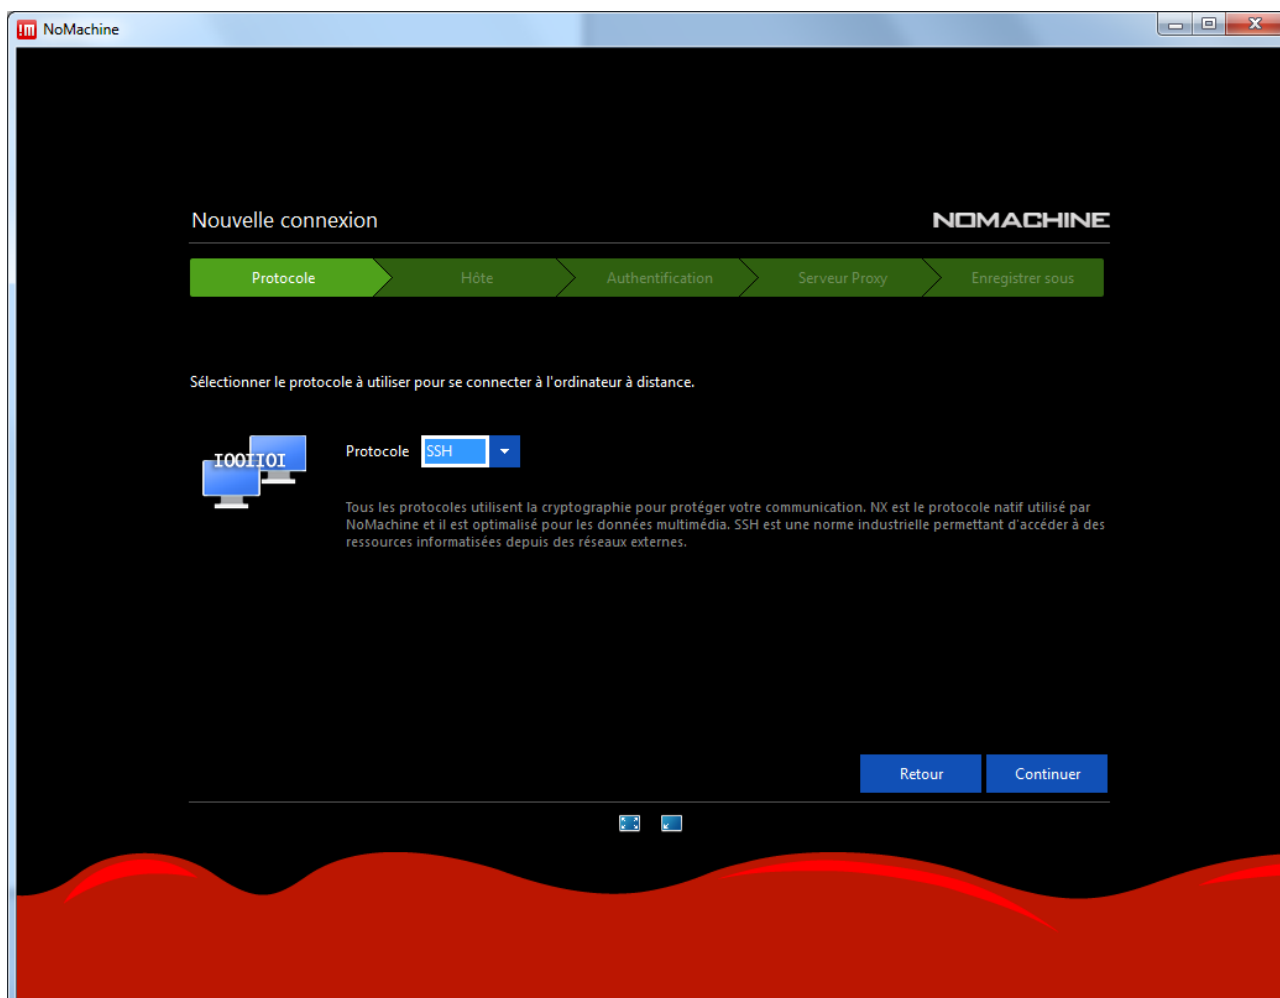 NoMachine
Nouvelle connexion
NOMACHINE
Protocole
Hôte
Authentification
Serveur Proxy
Enregistrer sous
Sélectionner le protocole à utiliser pour se connecter à l'ordinateur à distance.
IOOIIOI
Protocole SSH
Tous les protocoles utilisent la cryptographie pour protéger votre communication. NX est le protocole natif utilisé par
NoMachine et il est optimalisé pour les données multimédia. SSH est une norme industrielle permettant d'accéder à des
ressources informatisées depuis des réseaux externes.
Retour
Continuer